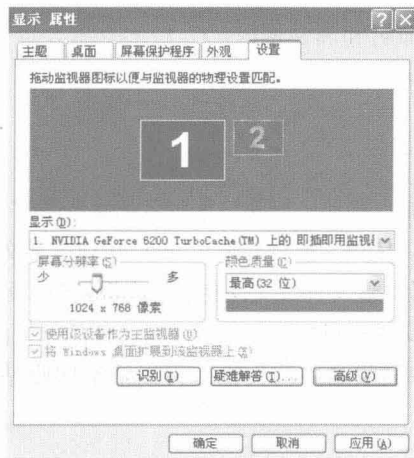 显示 属性
主题 桌面 屏幕保护程序 外观 设置
拖动监视器图标以便与监视器的物理设置匹配。
1 2
显示(D):
1. NVIDIA GeForce 6200 TurboCache(TM) 上的 即插即用监视
屏幕分辨率(S) 颜色质量(C)
少 多 最高(32 位)
1024 x 768 像素
使用该设备作为主监视器(U)
将 Windows 桌面扩展到该监视器上(E)
识别(I) 疑难解答(T)... 高级(V)
确定 取消 应用(A)